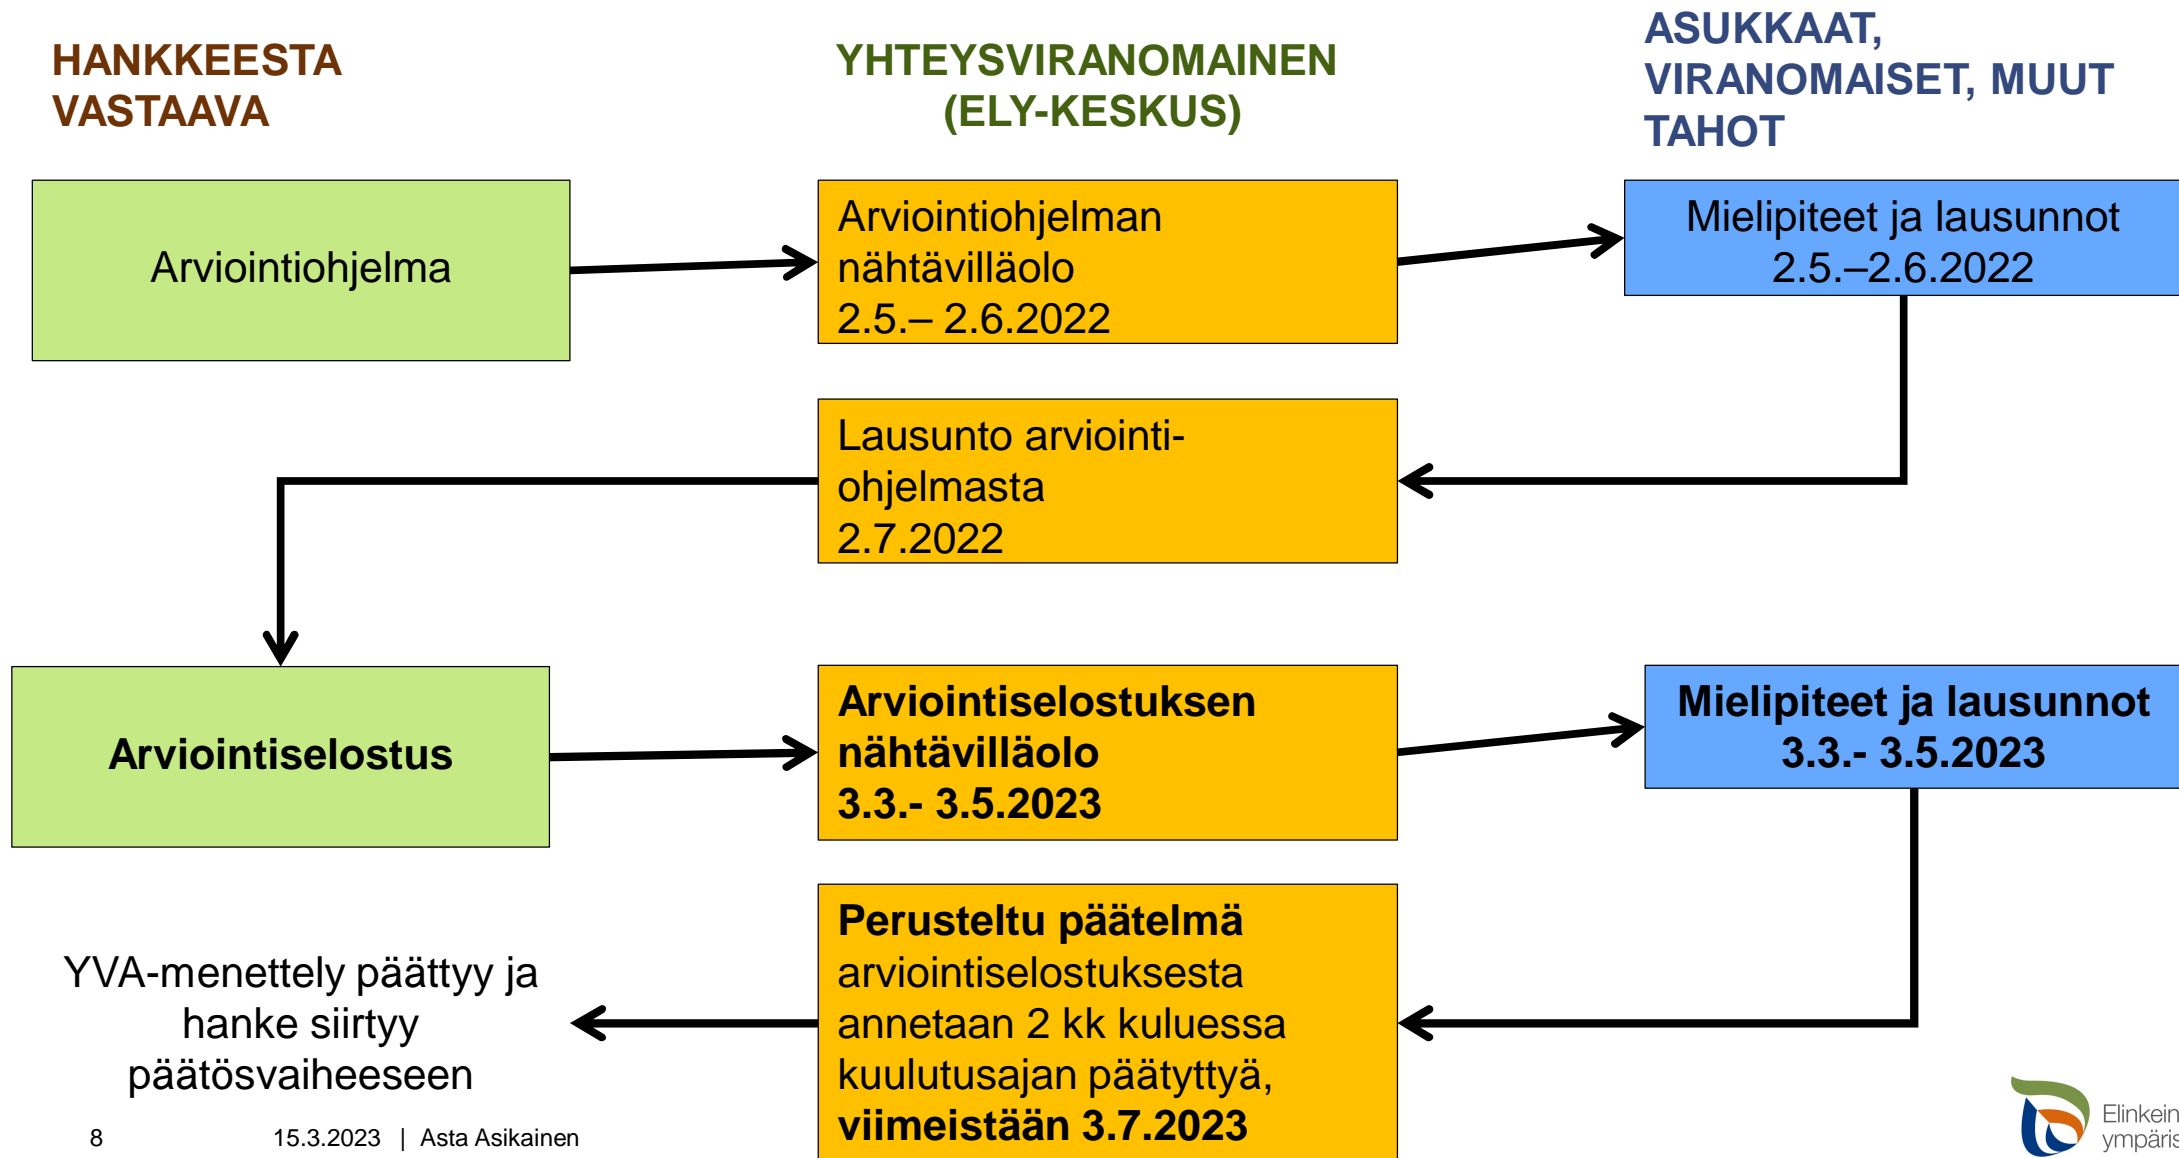 HANKKEESTA
VASTAAVA
YHTEYSVIRANOMAINEN
(ELY-KESKUS)
ASUKKAAT,
VIRANOMAISET, MUUT
TAHOT
Arviointiohjelma
Arviointiohjelman
nähtävilläolo
2.5.– 2.6.2022
Mielipiteet ja lausunnot
2.5.–2.6.2022
Lausunto arviointi-
ohjelmasta
2.7.2022
Arviointiselostus
Arviointiselostuksen
nähtävilläolo
3.3.- 3.5.2023
Mielipiteet ja lausunnot
3.3.- 3.5.2023
YVA-menettely päättyy ja
hanke siirtyy
päätösvaiheeseen
Perusteltu päätelmä
arviointiselostuksesta
annetaan 2 kk kuluessa
kuulutusajan päätyttyä,
viimeistään 3.7.2023
8 15.3.2023 | Asta Asikainen
Elinkein
ympäris